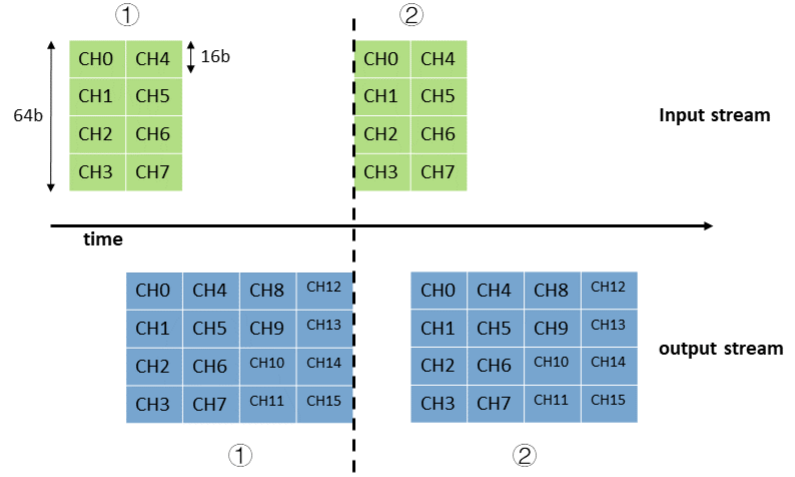 ① ②
CH0 CH4 16b CH0 CH4
64b CH1 CH5 CH1 CH5 Input stream
CH2 CH6 CH2 CH6
CH3 CH7 CH3 CH7
time
CH0 CH4 CH8 CH12 CH0 CH4 CH8 CH12
CH1 CH5 CH9 CH13 CH1 CH5 CH9 CH13
output stream
CH2 CH6 CH10 CH14 CH2 CH6 CH10 CH14
CH3 CH7 CH11 CH15 CH3 CH7 CH11 CH15
① ②